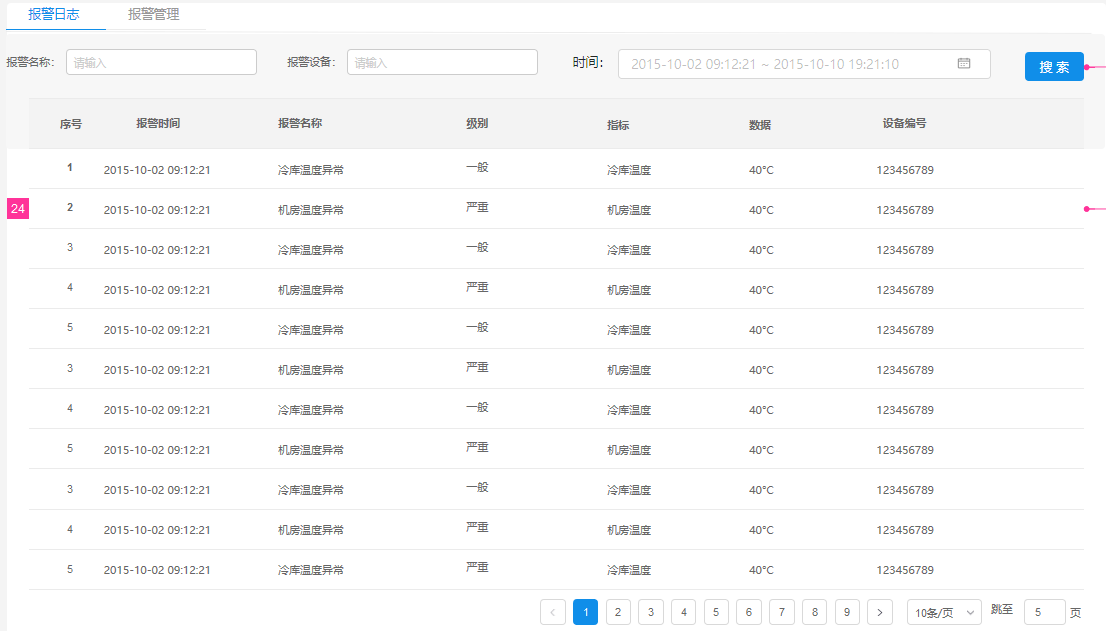 报警日志 报警管理
报警名称: 请输入 报警设备: 请输入 时间: 2015-10-02 09:12:21 ~ 2015-10-10 19:21:10 搜索
序号 报警时间 报警名称 级别 指标 数据 设备编号
1 2015-10-02 09:12:21 冷库温度异常 一般 冷库温度 40°C 123456789
24 2 2015-10-02 09:12:21 机房温度异常 严重 机房温度 40°C 123456789
3 2015-10-02 09:12:21 冷库温度异常 一般 冷库温度 40°C 123456789
4 2015-10-02 09:12:21 机房温度异常 严重 机房温度 40°C 123456789
5 2015-10-02 09:12:21 冷库温度异常 一般 冷库温度 40°C 123456789
3 2015-10-02 09:12:21 机房温度异常 严重 机房温度 40°C 123456789
4 2015-10-02 09:12:21 冷库温度异常 一般 冷库温度 40°C 123456789
5 2015-10-02 09:12:21 机房温度异常 严重 机房温度 40°C 123456789
3 2015-10-02 09:12:21 冷库温度异常 一般 冷库温度 40°C 123456789
4 2015-10-02 09:12:21 机房温度异常 严重 机房温度 40°C 123456789
5 2015-10-02 09:12:21 冷库温度异常 严重 冷库温度 40°C 123456789
< 1 2 3 4 5 6 7 8 9 > 10条/页 跳至 5 页